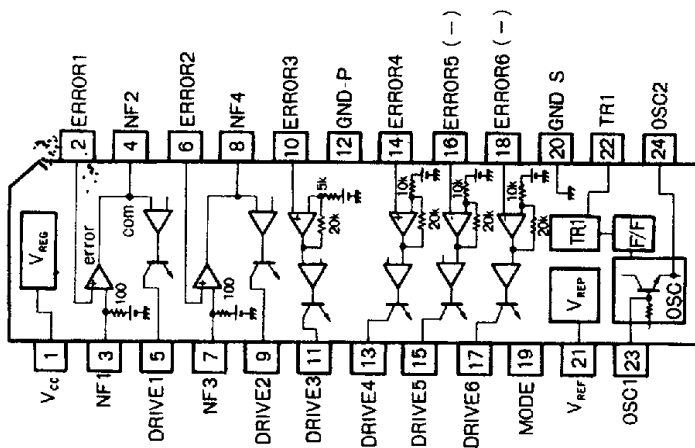 2 ERROR1
4 NF2
6 ERROR2
8 NF4
10 ERROR3
12 GND-P
14 ERROR4
16 ERROR5 (−)
18 ERROR6 (−)
20 GND S
22 TR1
24 OSC2
VREG
error
com
100
100
5k
20k
10k
20k
10k
20k
10k
20k
TR1
F/F
VREP
OSC
1 Vcc
3 NF1
5 DRIVE1
7 NF3
9 DRIVE2
11 DRIVE3
13 DRIVE4
15 DRIVE5
17 DRIVE6
19 MODE
21 VREF
23 OSC1